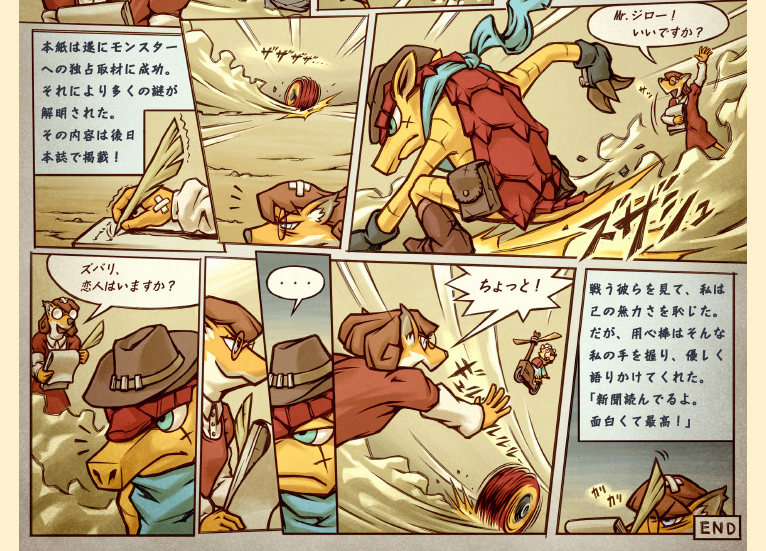 本紙は遂にモンスター
への独占取材に成功。
それにより多くの謎が
解明された。
その内容は後日
本誌で掲載！
ザザザザ‥
Mr.ジロー！
いいですか？
サッ
ズザシュ
ズバリ、
恋人はいますか？
...
ちょっと！
ギュ
戦う彼らを見て、私は
己の無力さを恥じた。
だが、用心棒はそんな
私の手を握り、優しく
語りかけてくれた。
「新聞読んでるよ。
面白くて最高！」
カリ
カリ
END